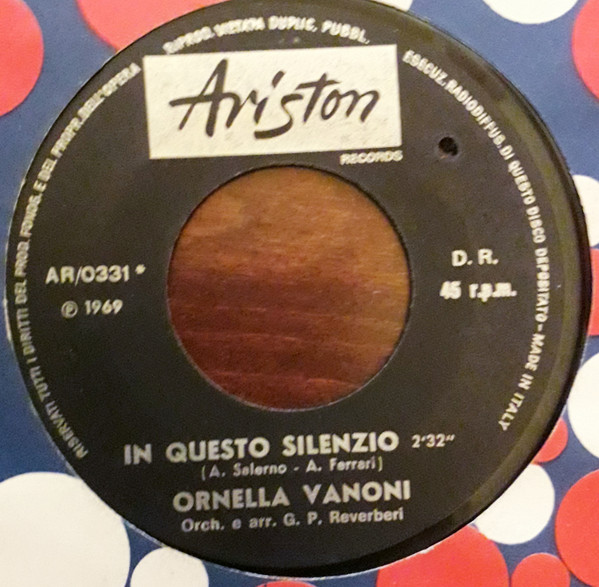 RISERVATI TUTTI I DIRITTI DEL PROD. FONOG. E DEL PROPR. DELL'OPERA
RIPROD. VIETATA DUPLIC. PUBBL.
ESECUZ. RADIODIFFUS. DI QUESTO DISCO DEPOSITATO - MADE IN ITALY
Ariston
RECORDS
AR/0331*
℗ 1969
D. R.
45 r.p.m.
IN QUESTO SILENZIO 2'32"
(A. Salerno - A. Ferrari)
ORNELLA VANONI
Orch. e arr. G. P. Reverberi